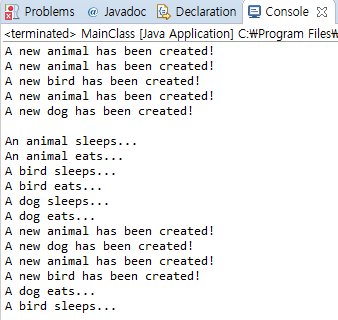 Problems @ Javadoc Declaration Console
<terminated> MainClass [Java Application] C:₩Program Files₩
A new animal has been created!
A new animal has been created!
A new bird has been created!
A new animal has been created!
A new dog has been created!

An animal sleeps...
An animal eats...
A bird sleeps...
A bird eats...
A dog sleeps...
A dog eats...
A new animal has been created!
A new dog has been created!
A new animal has been created!
A new bird has been created!
A dog eats...
A bird sleeps...